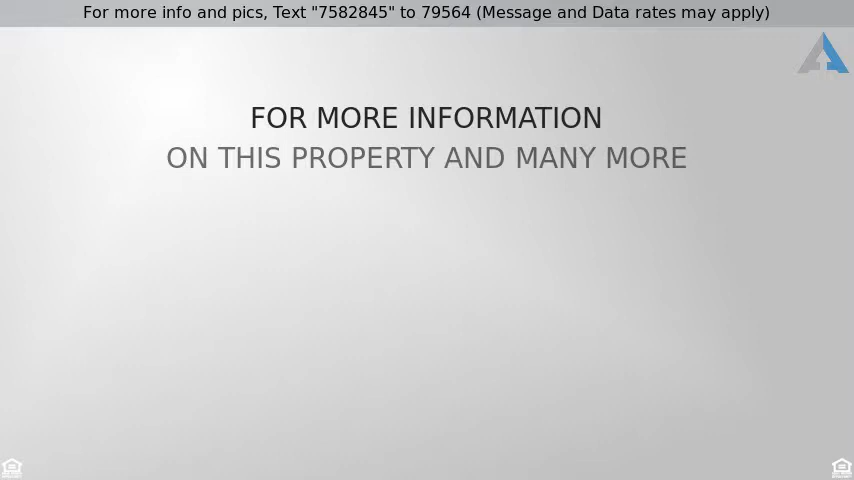 For more info and pics, Text "7582845" to 79564 (Message and Data rates may apply)
FOR MORE INFORMATION
ON THIS PROPERTY AND MANY MORE